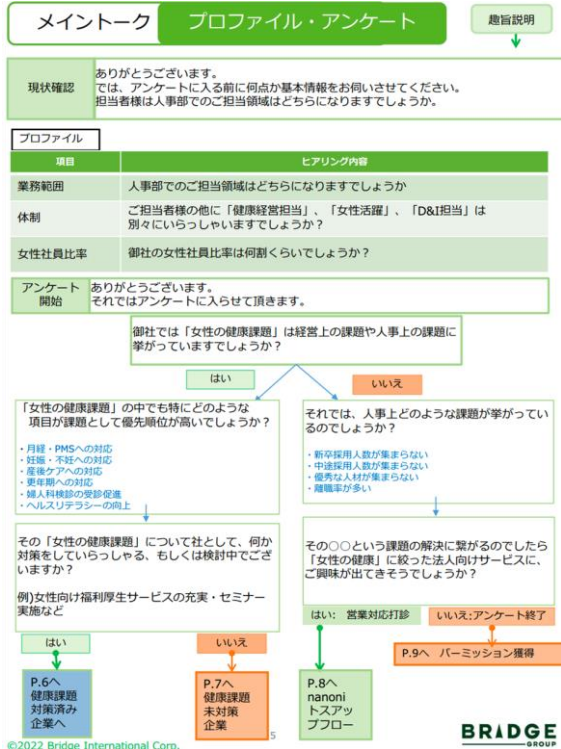 メイントーク
プロファイル・アンケート
趣旨説明
現状確認
ありがとうございます。
では、アンケートに入る前に何点か基本情報をお伺いさせてください。
担当者様は人事部でのご担当領域はどちらになりますでしょうか。
プロファイル
項目
ヒアリング内容
業務範囲
人事部でのご担当領域はどちらになりますでしょうか
体制
ご担当者様の他に「健康経営担当」、「女性活躍」、「D&I担当」は
別々にいらっしゃいますでしょうか？
女性社員比率
御社の女性社員比率は何割くらいでしょうか？
アンケート
開始
ありがとうございます。
それではアンケートに入らせて頂きます。
御社では「女性の健康課題」は経営上の課題や人事上の課題に
挙がっていますでしょうか？
はい
いいえ
「女性の健康課題」の中でも特にどのような
項目が課題として優先順位が高いでしょうか？
・月経・PMSへの対応
・妊娠・不妊への対応
・産後ケアへの対応
・更年期への対応
・婦人科検診の受診促進
・ヘルスリテラシーの向上
それでは、人事上どのような課題が挙がってい
るのでしょうか？
・新卒採用人数が集まらない
・中途採用人数が集まらない
・優秀な人材が集まらない
・離職率が多い
その「女性の健康課題」について社として、何か
対策をしていらっしゃる、もしくは検討中でござ
いますか？
例)女性向け福利厚生サービスの充実・セミナー
実施など
その○○という課題の解決に繋がるのでしたら
「女性の健康」に絞った法人向けサービスに、
ご興味が出てきそうでしょうか？
はい
いいえ
はい: 営業対応打診
いいえ:アンケート終了
P.6へ
健康課題
対策済み
企業へ
P.7へ
健康課題
未対策
企業
P.8へ
nanoni
トスアッ
プフロー
P.9へ パーミッション獲得
5
©2022 Bridge International Corp.
BRIDGE
GROUP